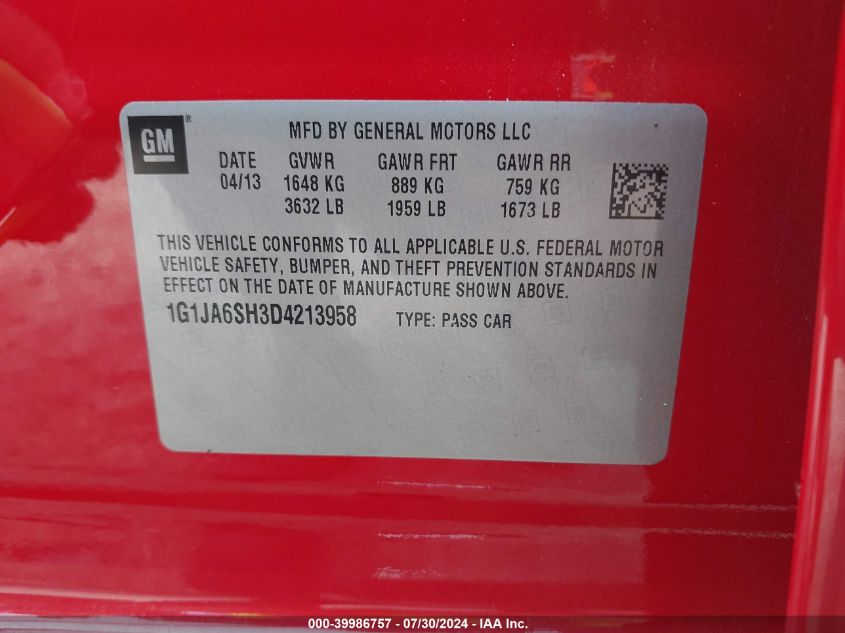 GM®
MFD BY GENERAL MOTORS LLC
DATE GVWR GAWR FRT GAWR RR
04/13 1648 KG 889 KG 759 KG
3632 LB 1959 LB 1673 LB
THIS VEHICLE CONFORMS TO ALL APPLICABLE U.S. FEDERAL MOTOR
VEHICLE SAFETY, BUMPER, AND THEFT PREVENTION STANDARDS IN
EFFECT ON THE DATE OF MANUFACTURE SHOWN ABOVE.
1G1JA6SH3D4213958 TYPE: PASS CAR
000-39986757 - 07/30/2024 - IAA Inc.